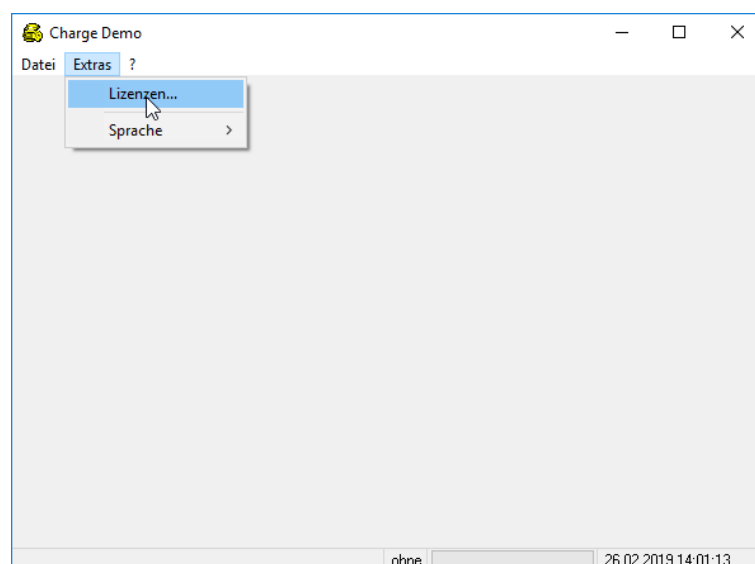 Charge Demo
Datei Extras ?
Lizenzen...
Sprache
ohne 26.02.2019 14:01:13